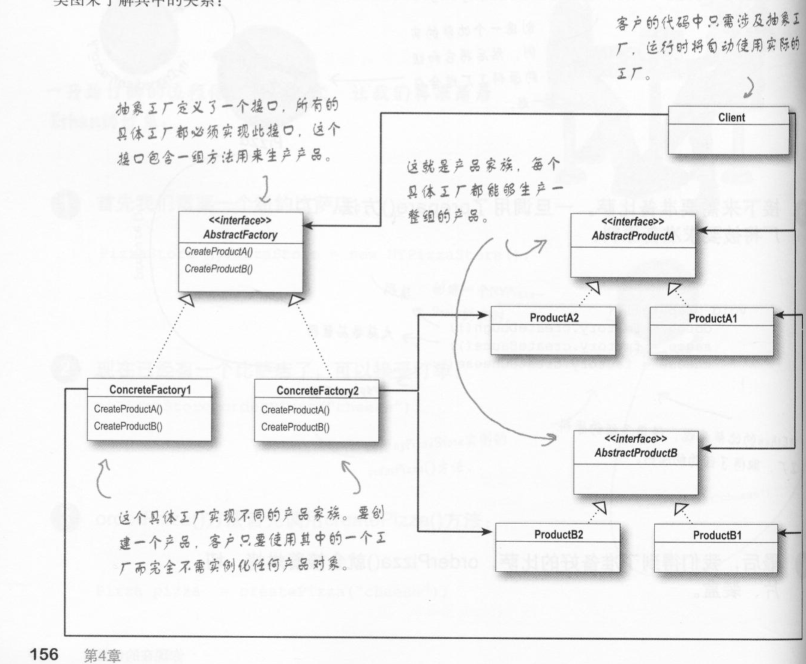 类图来了解其中的关系：
客户的代码中只需涉及抽象工
厂，运行时将自动使用实际的
工厂。
Client
抽象工厂定义了一个接口，所有的
具体工厂都必须实现此接口，这个
接口包含一组方法用来生产产品。
这就是产品家族，每个
具体工厂都能够生产一
整组的产品。
<<interface>>
AbstractFactory
CreateProductA()
CreateProductB()
<<interface>>
AbstractProductA
ProductA2
ProductA1
ConcreteFactory1
CreateProductA()
CreateProductB()
ConcreteFactory2
CreateProductA()
CreateProductB()
<<interface>>
AbstractProductB
ProductB2
ProductB1
这个具体工厂实现不同的产品家族。要创
建一个产品，客户只要使用其中的一个工
厂而完全不需实例化任何产品对象。
156 第4章